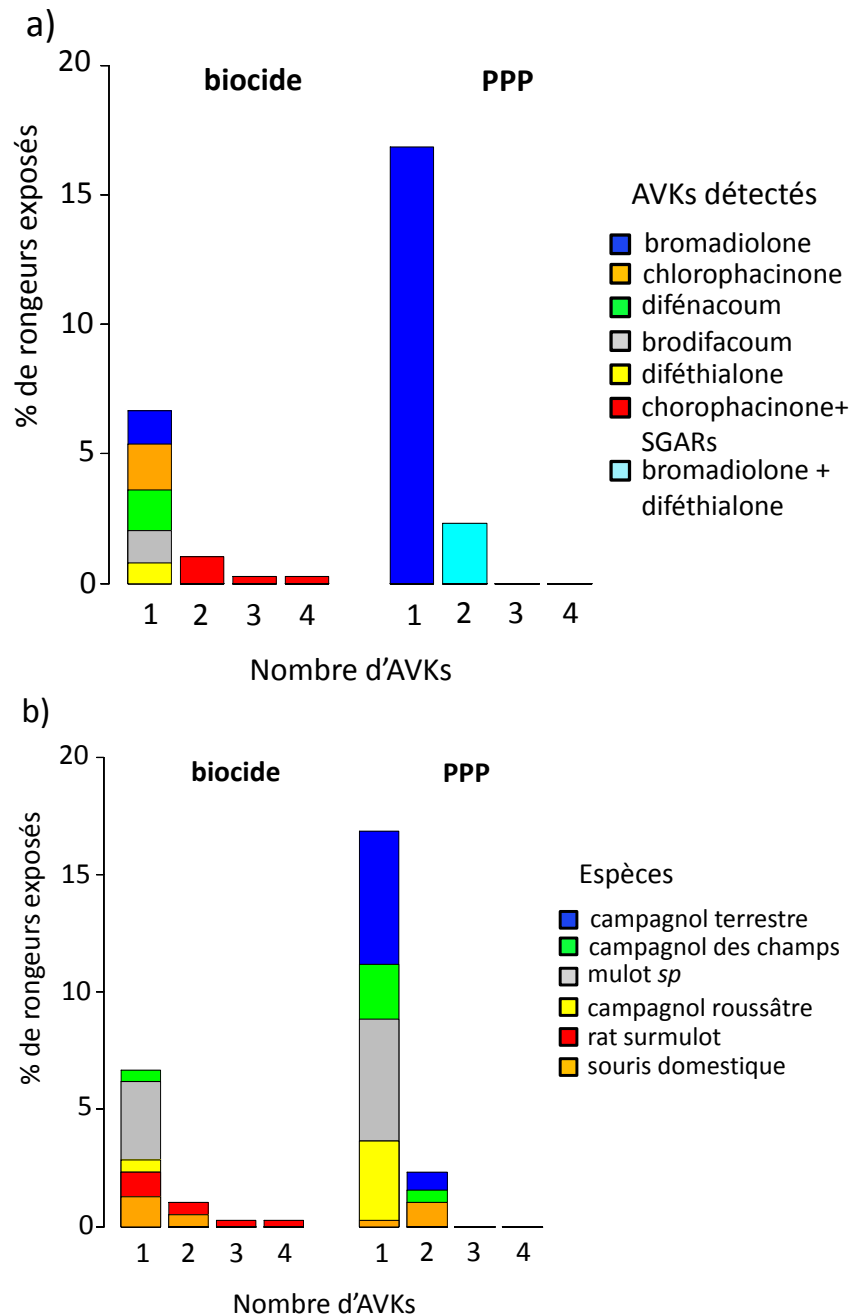 a)
20
15
10
5
0
% de rongeurs exposés
biocide
PPP
1 2 3 4
1 2 3 4
Nombre d'AVKs
AVKs détectés
bromadiolone
chlorophacinone
difénacoum
brodifacoum
diféthialone
chorophacinone+
SGARs
bromadiolone +
diféthialone
b)
20
15
10
5
0
% de rongeurs exposés
biocide
PPP
1 2 3 4
1 2 3 4
Nombre d'AVKs
Espèces
campagnol terrestre
campagnol des champs
mulot sp
campagnol roussâtre
rat surmulot
souris domestique